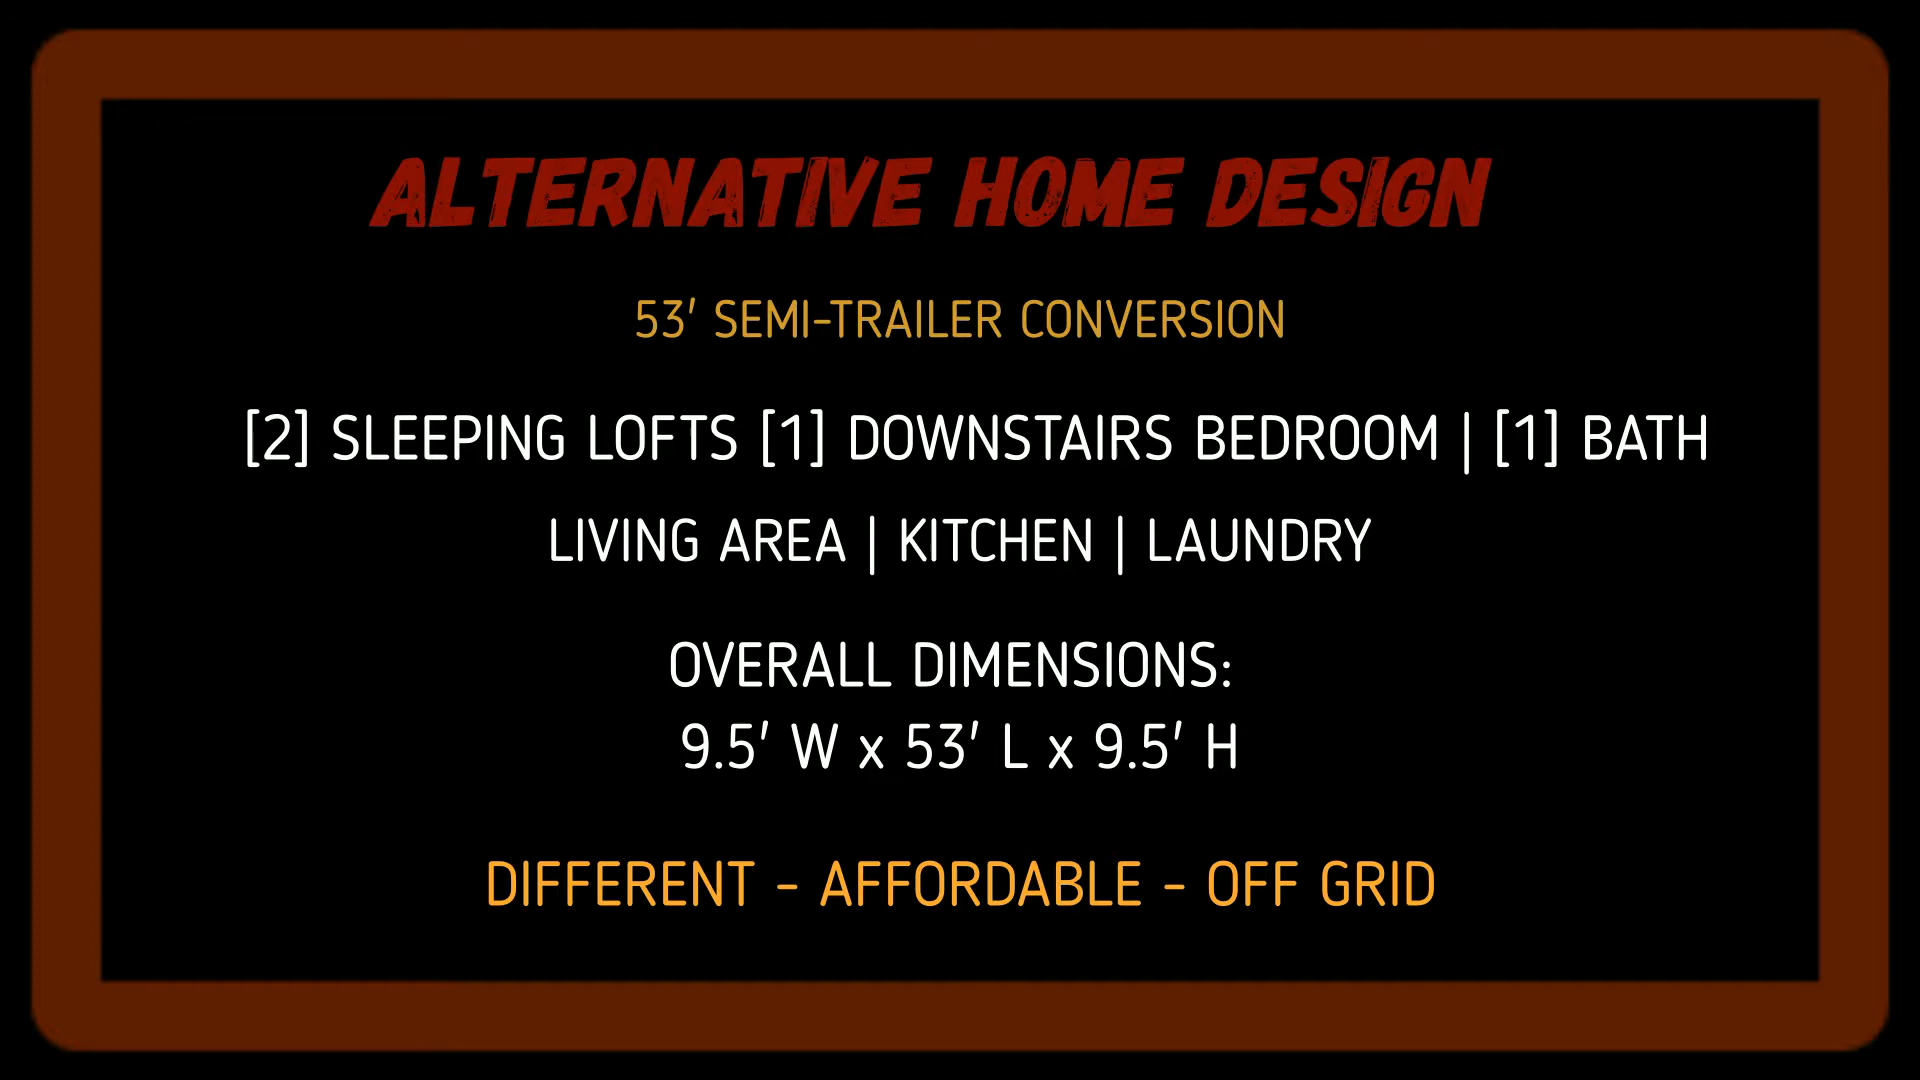 ALTERNATIVE HOME DESIGN
53' SEMI-TRAILER CONVERSION
[2] SLEEPING LOFTS [1] DOWNSTAIRS BEDROOM | [1] BATH
LIVING AREA | KITCHEN | LAUNDRY
OVERALL DIMENSIONS:
9.5' W x 53' L x 9.5' H
DIFFERENT - AFFORDABLE - OFF GRID